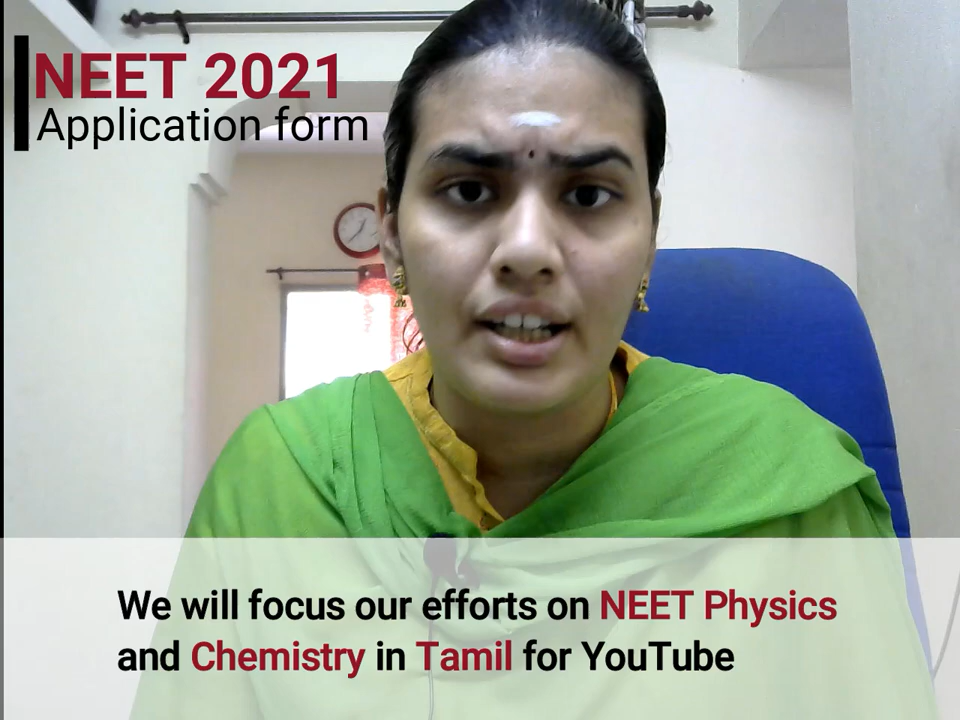 NEET 2021
Application form
We will focus our efforts on NEET Physics
and Chemistry in Tamil for YouTube